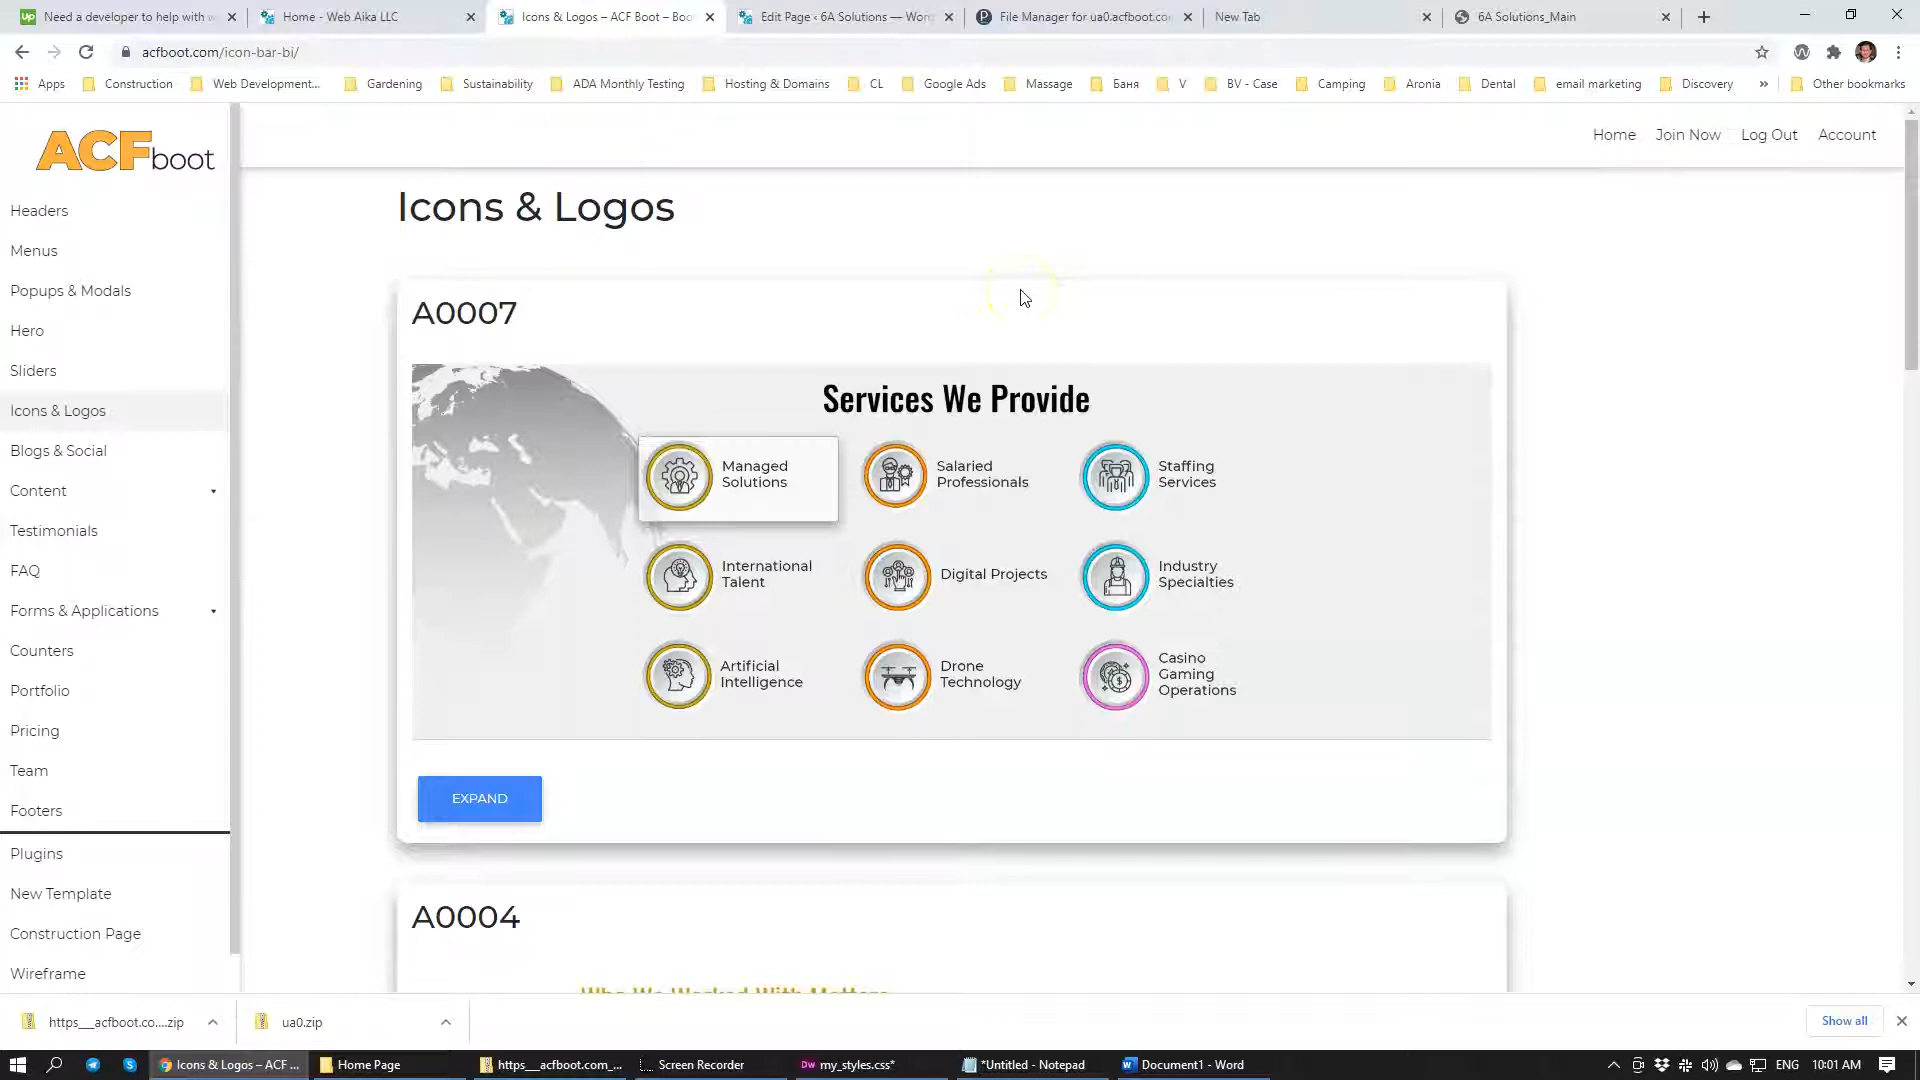 Need a developer to help with w
Home - Web Aika LLC
Icons & Logos – ACF Boot – Boo
Edit Page ‹ 6A Solutions — Wor
File Manager for ua0.acfboot.co
New Tab
6A Solutions_Main
acfboot.com/icon-bar-bi/
Apps
Construction
Web Development...
Gardening
Sustainability
ADA Monthly Testing
Hosting & Domains
CL
Google Ads
Massage
Баня
V
BV - Case
Camping
Aronia
Dental
email marketing
Discovery
»
Other bookmarks
ACFboot
Home
Join Now
Log Out
Account
Headers
Menus
Popups & Modals
Hero
Sliders
Icons & Logos
Blogs & Social
Content
Testimonials
FAQ
Forms & Applications
Counters
Portfolio
Pricing
Team
Footers
Plugins
New Template
Construction Page
Wireframe
Icons & Logos
A0007
Services We Provide
Managed
Solutions
Salaried
Professionals
Staffing
Services
International
Talent
Digital Projects
Industry
Specialties
Artificial
Intelligence
Drone
Technology
Casino
Gaming
Operations
EXPAND
A0004
Who We Worked With Matters
https__acfboot.co....zip
ua0.zip
Show all
Icons & Logos – ACF ...
Home Page
https__acfboot.com_...
Screen Recorder
my_styles.css*
*Untitled - Notepad
Document1 - Word
ENG
10:01 AM